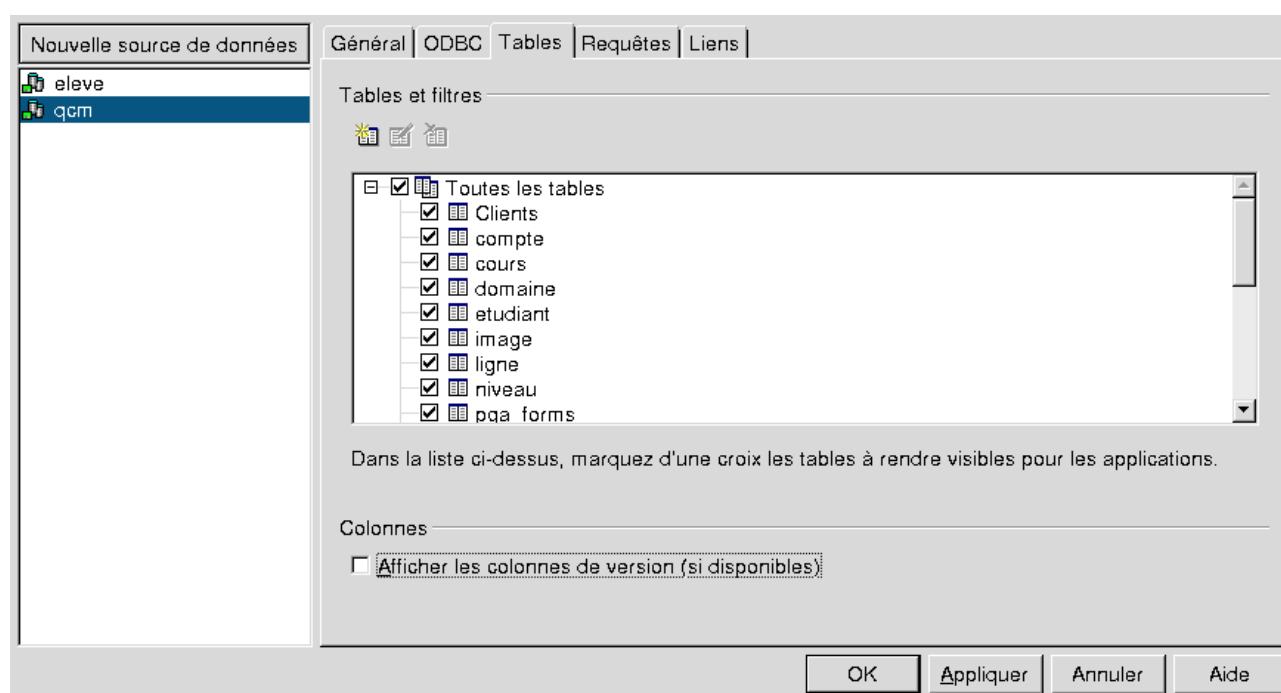 Nouvelle source de données
Général ODBC Tables Requêtes Liens
eleve
qcm
Tables et filtres
Toutes les tables
Clients
compte
cours
domaine
etudiant
image
ligne
niveau
pga_forms
Dans la liste ci-dessus, marquez d'une croix les tables à rendre visibles pour les applications.
Colonnes
Afficher les colonnes de version (si disponibles)
OK Appliquer Annuler Aide